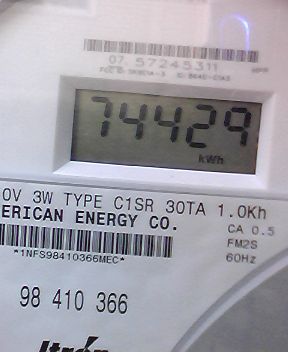 07. 57245311
74429
kWh
0V 3W TYPE C1SR 30TA 1.0Kh
ERICAN ENERGY CO.
CA 0.5
FM2S
*1NFS98410366MEC*
60Hz
98 410 366
Itrón